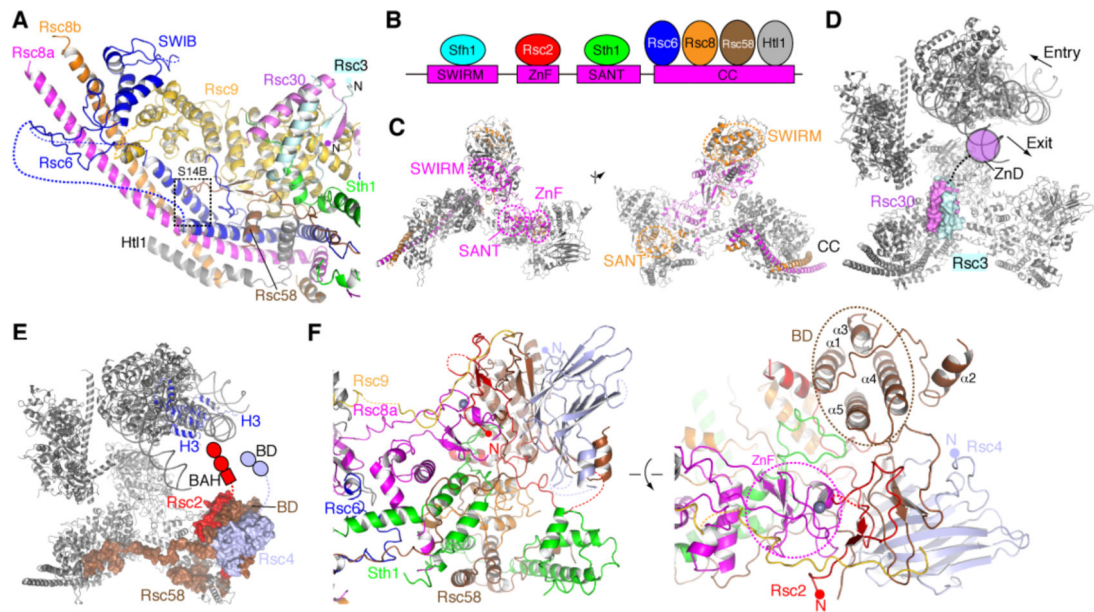 A
Rsc8b
Rsc8a
SWIB
Rsc9
Rsc30
Rsc3
N
N
Rsc6
S14B
Sth1
Htl1
Rsc58
B
Sfh1
Rsc2
Sth1
Rsc6
Rsc8
Rsc58
Htl1
SWIRM
ZnF
SANT
CC
C
SWIRM
SWIRM
ZnF
SANT
SANT
CC
D
Entry
Exit
ZnD
Rsc30
Rsc3
E
H3
H3
BD
BAH
Rsc2
BD
Rsc4
Rsc58
F
N
Rsc9
Rsc8a
N
Rsc6
Sth1
Rsc58
BD
α3
α1
α4
α2
α5
N
Rsc4
ZnF
Rsc2
N